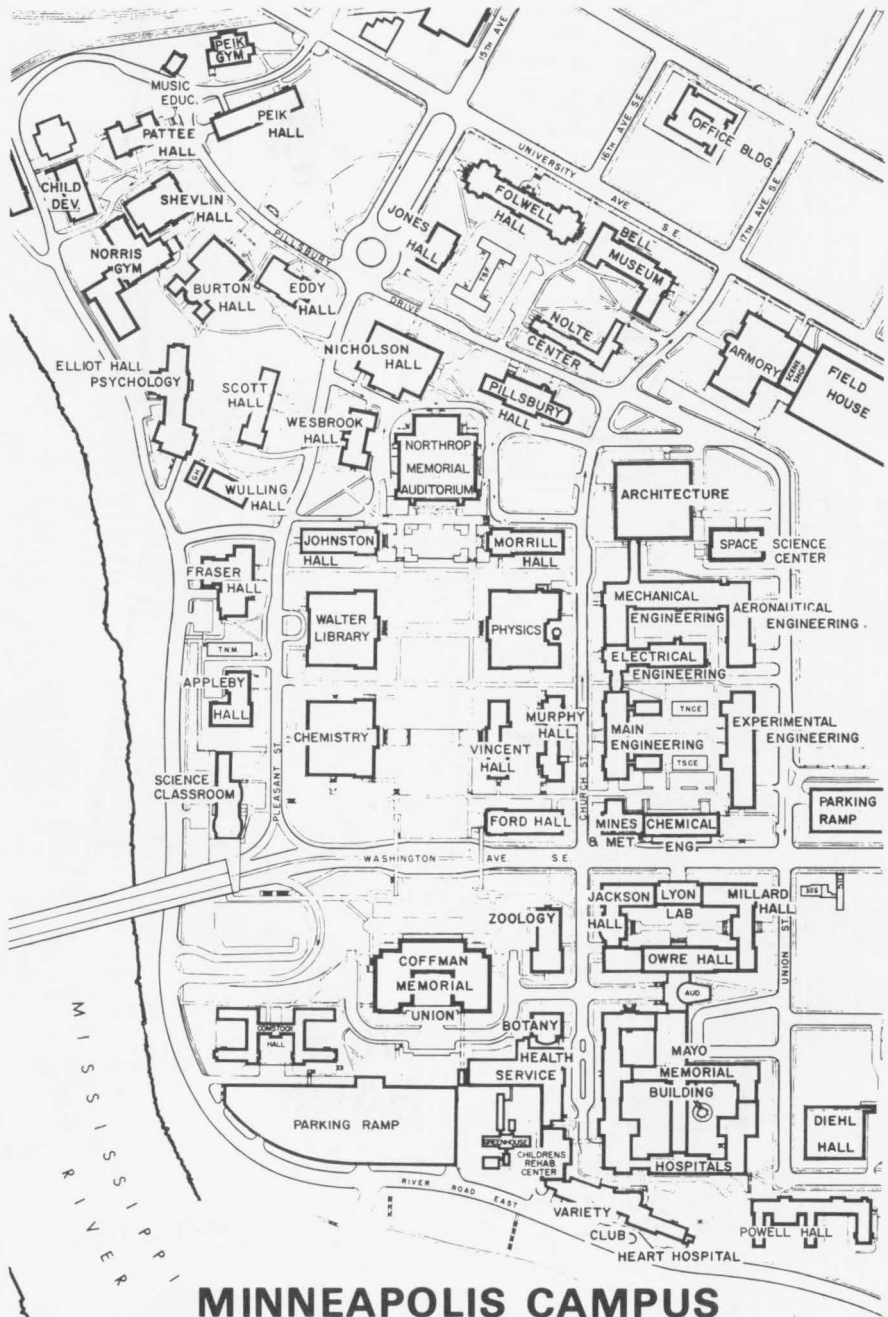 PEIK
GYM
MUSIC
EDUC.
PATTEE
HALL
PEIK
HALL
15TH AVE
16TH AVE S.E.
OFFICE BLDG.
17TH AVE S.E.
UNIVERSITY AVE S.E.
CHILD
DEV.
SHEVLIN
HALL
FOLWELL
HALL
JONES
HALL
BELL
MUSEUM
NORRIS
GYM
PILLSBURY DRIVE
BURTON
HALL
EDDY
HALL
TSF
NOLTE
CENTER
ARMORY
SCENE
SHOP
FIELD
HOUSE
ELLIOT HALL
PSYCHOLOGY
SCOTT
HALL
NICHOLSON
HALL
PILLSBURY
HALL
WESBROOK
HALL
NORTHROP
MEMORIAL
AUDITORIUM
G.H.
WULLING
HALL
ARCHITECTURE
JOHNSTON
HALL
MORRILL
HALL
SPACE SCIENCE
CENTER
FRASER
HALL
MECHANICAL
ENGINEERING
AERONAUTICAL
ENGINEERING
WALTER
LIBRARY
PHYSICS
T.N.M.
ELECTRICAL
ENGINEERING
APPLEBY
HALL
CHEMISTRY
VINCENT
HALL
MURPHY
HALL
MAIN
ENGINEERING
TNCE
TSCE
EXPERIMENTAL
ENGINEERING
SCIENCE
CLASSROOM
PLEASANT ST.
CHURCH ST.
FORD HALL
MINES
& MET.
CHEMICAL
ENG
PARKING
RAMP
WASHINGTON AVE S.E.
ZOOLOGY
JACKSON
HALL
LYON
LAB
MILLARD
HALL
UNION ST
OWRE HALL
COFFMAN
MEMORIAL
UNION
AUD
COMSTOCK
HALL
BOTANY
HEALTH
SERVICE
MAYO
MEMORIAL
BUILDING
HOSPITALS
DIEHL
HALL
PARKING RAMP
GREENHOUSE
CHILDRENS
REHAB
CENTER
MISSISSIPPI
RIVER
RIVER ROAD EAST
VARIETY
CLUB
HEART HOSPITAL
POWELL HALL
MINNEAPOLIS CAMPUS